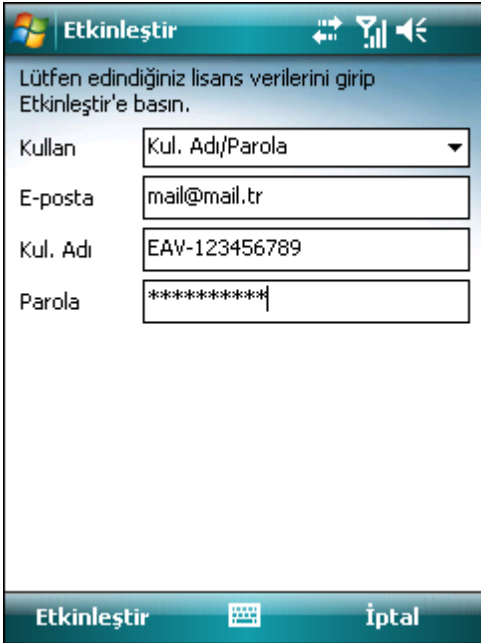 Etkinleştir
Lütfen edindiğiniz lisans verilerini girip
Etkinleştir'e basın.
Kullan Kul. Adı/Parola
E-posta mail@mail.tr
Kul. Adı EAV-123456789
Parola **********
Etkinleştir İptal